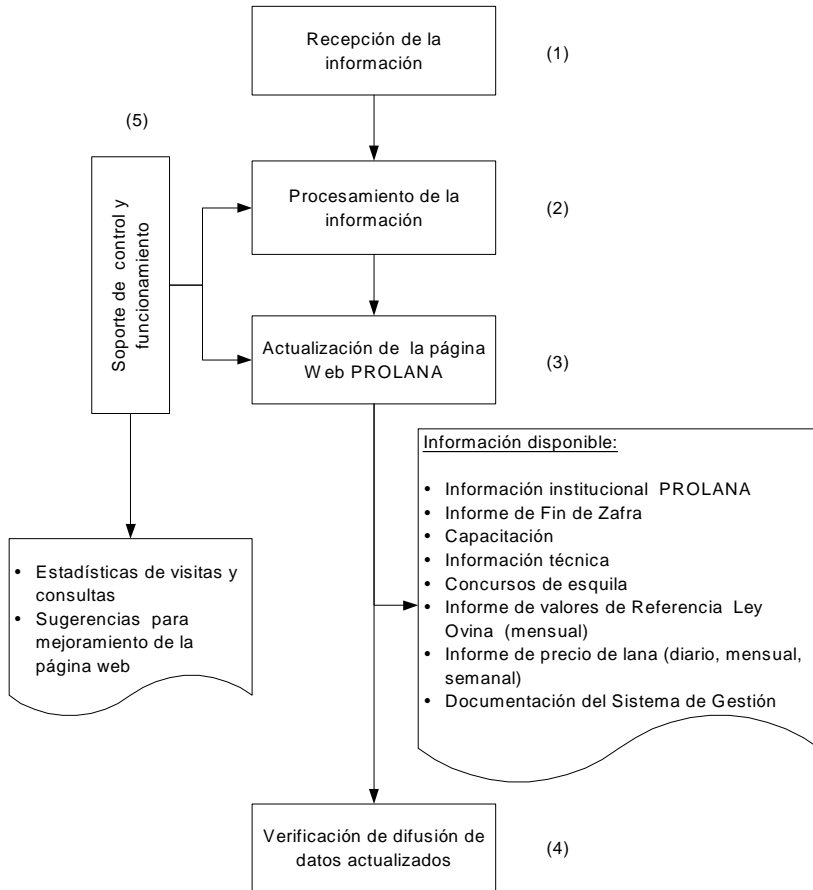 Recepción de la
información
(1)
(5)
Soporte de control y
funcionamiento
Procesamiento de la
información
(2)
Actualización de la página
Web PROLANA
(3)
Información disponible:
• Información institucional PROLANA
• Informe de Fin de Zafra
• Capacitación
• Información técnica
• Concursos de esquila
• Informe de valores de Referencia Ley
Ovina (mensual)
• Informe de precio de lana (diario, mensual,
semanal)
• Documentación del Sistema de Gestión
• Estadísticas de visitas y
consultas
• Sugerencias para
mejoramiento de la
página web
Verificación de difusión de
datos actualizados
(4)